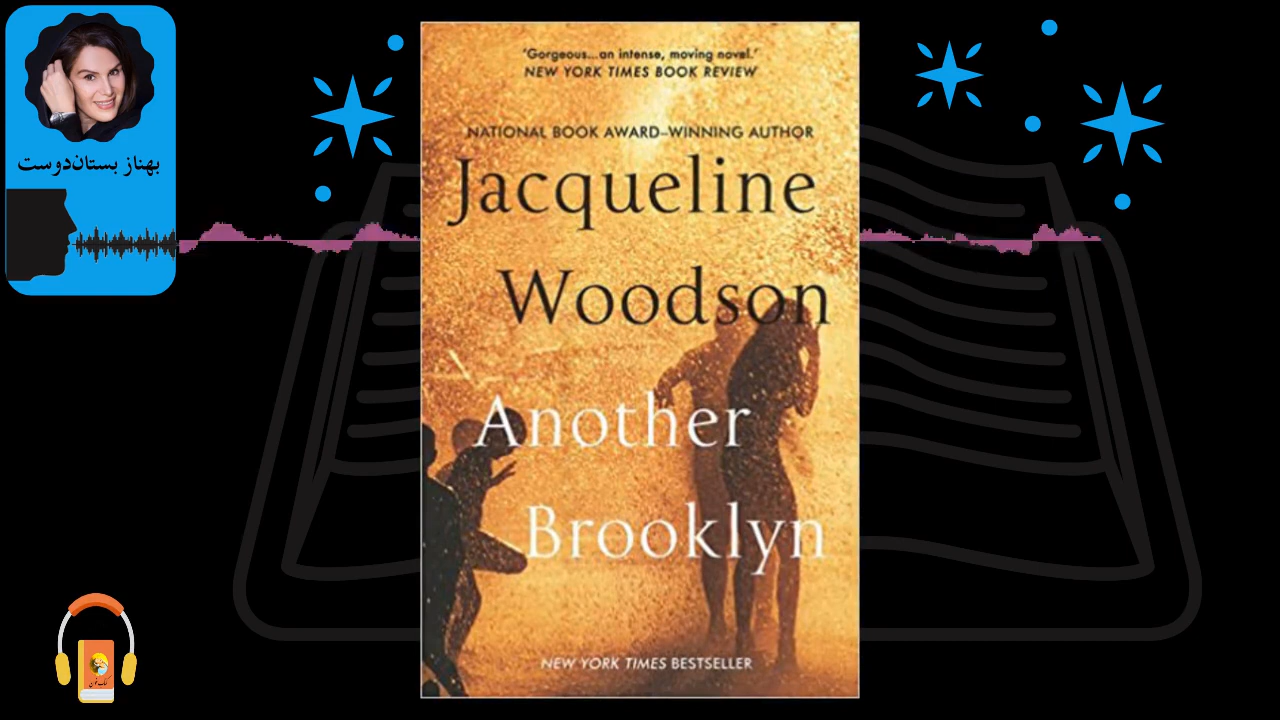 بهناز بستان‌دوست
‘Gorgeous...an intense, moving novel.’
NEW YORK TIMES BOOK REVIEW
NATIONAL BOOK AWARD–WINNING AUTHOR
Jacqueline
Woodson
Another
Brooklyn
NEW YORK TIMES BESTSELLER